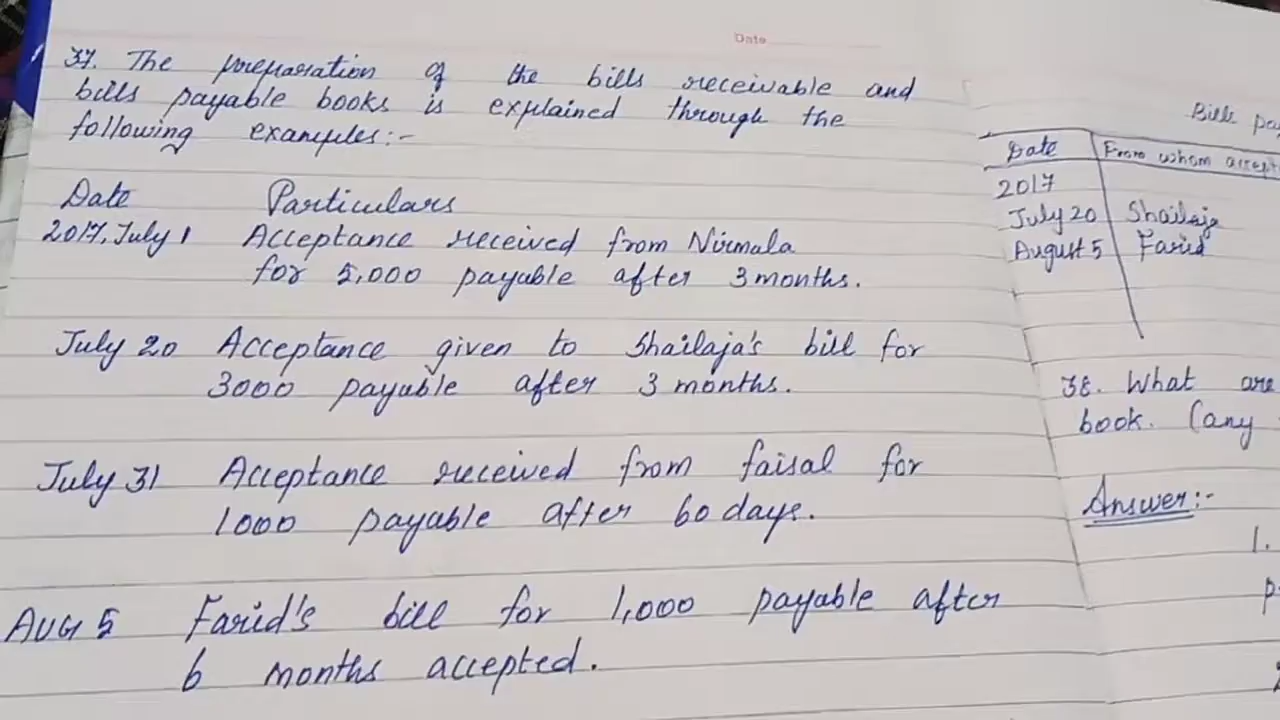 Date
37. The preparation of the bills receivable and
bills payable books is explained through the
following examples:-
Date Particulars
2017, July 1 Acceptance received from Nirmala
for 5,000 payable after 3 months.
July 20 Acceptance given to Shailaja's bill for
3000 payable after 3 months.
July 31 Acceptance received from faisal for
1000 payable after 60 days.
AUG 5 Farid's bill for 1,000 payable after
6 months accepted.
Bills pa
Date From whom accept
2017
July 20 Shailaja
August 5 Farid
38. What are
book. (any
Answer:-
1.